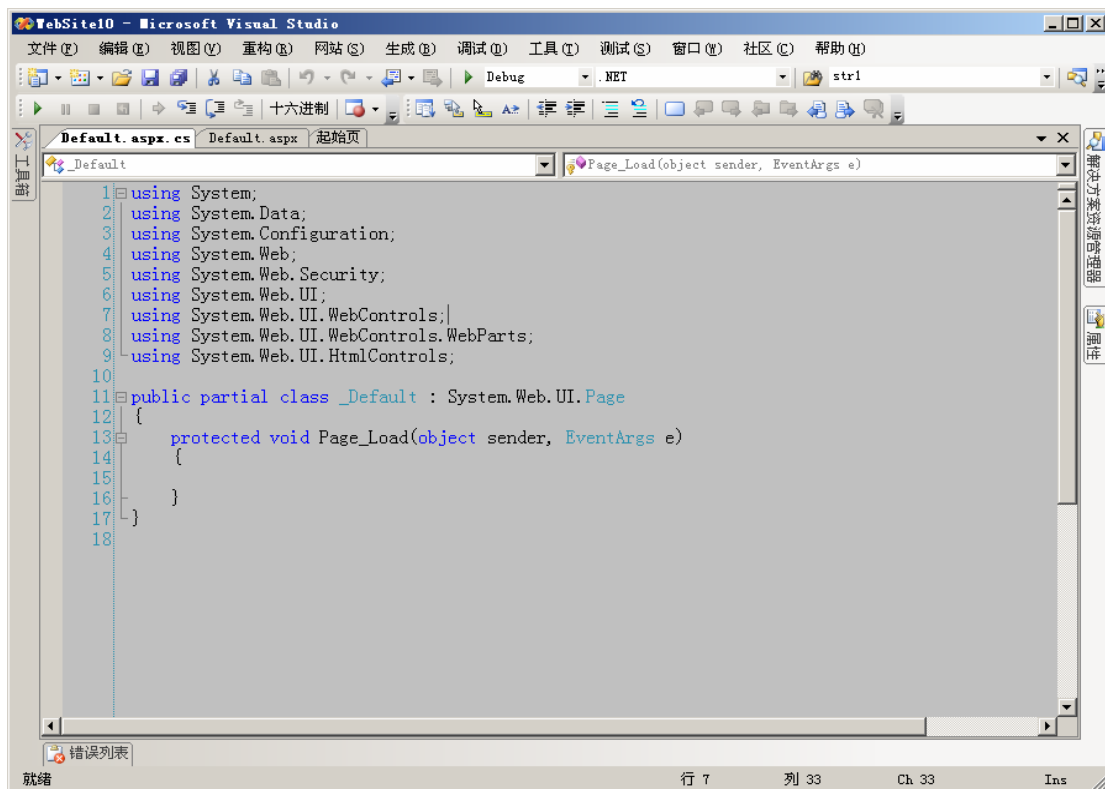 WebSite10 - Microsoft Visual Studio
文件(F) 编辑(E) 视图(V) 重构(R) 网站(S) 生成(B) 调试(D) 工具(T) 测试(S) 窗口(W) 社区(C) 帮助(H)
Debug .NET str1
十六进制
Default.aspx.cs Default.aspx 起始页
_Default Page_Load(object sender, EventArgs e)
工具箱
1 using System;
2 using System.Data;
3 using System.Configuration;
4 using System.Web;
5 using System.Web.Security;
6 using System.Web.UI;
7 using System.Web.UI.WebControls;
8 using System.Web.UI.WebControls.WebParts;
9 using System.Web.UI.HtmlControls;
10
11 public partial class _Default : System.Web.UI.Page
12 {
13 protected void Page_Load(object sender, EventArgs e)
14 {
15
16 }
17 }
18
解决方案资源管理器
属性
错误列表
就绪 行 7 列 33 Ch 33 Ins